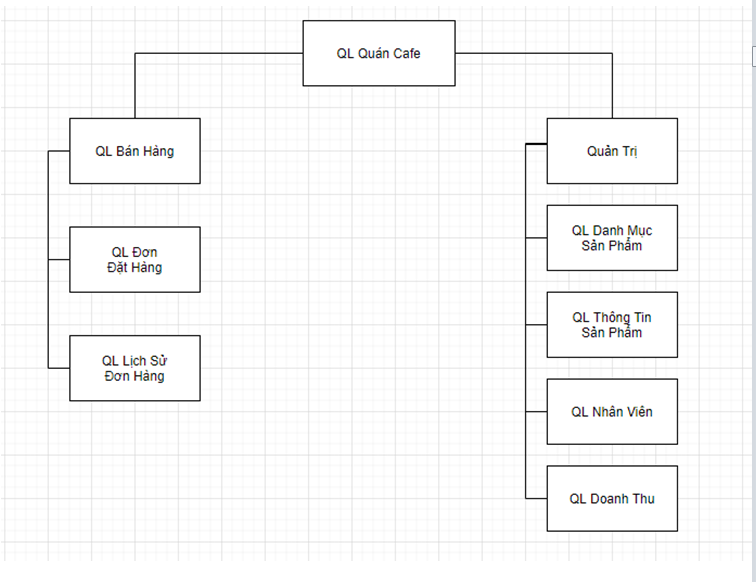 QL Quán Cafe
QL Bán Hàng
QL Đơn
Đặt Hàng
QL Lịch Sử
Đơn Hàng
Quản Trị
QL Danh Mục
Sản Phẩm
QL Thông Tin
Sản Phẩm
QL Nhân Viên
QL Doanh Thu